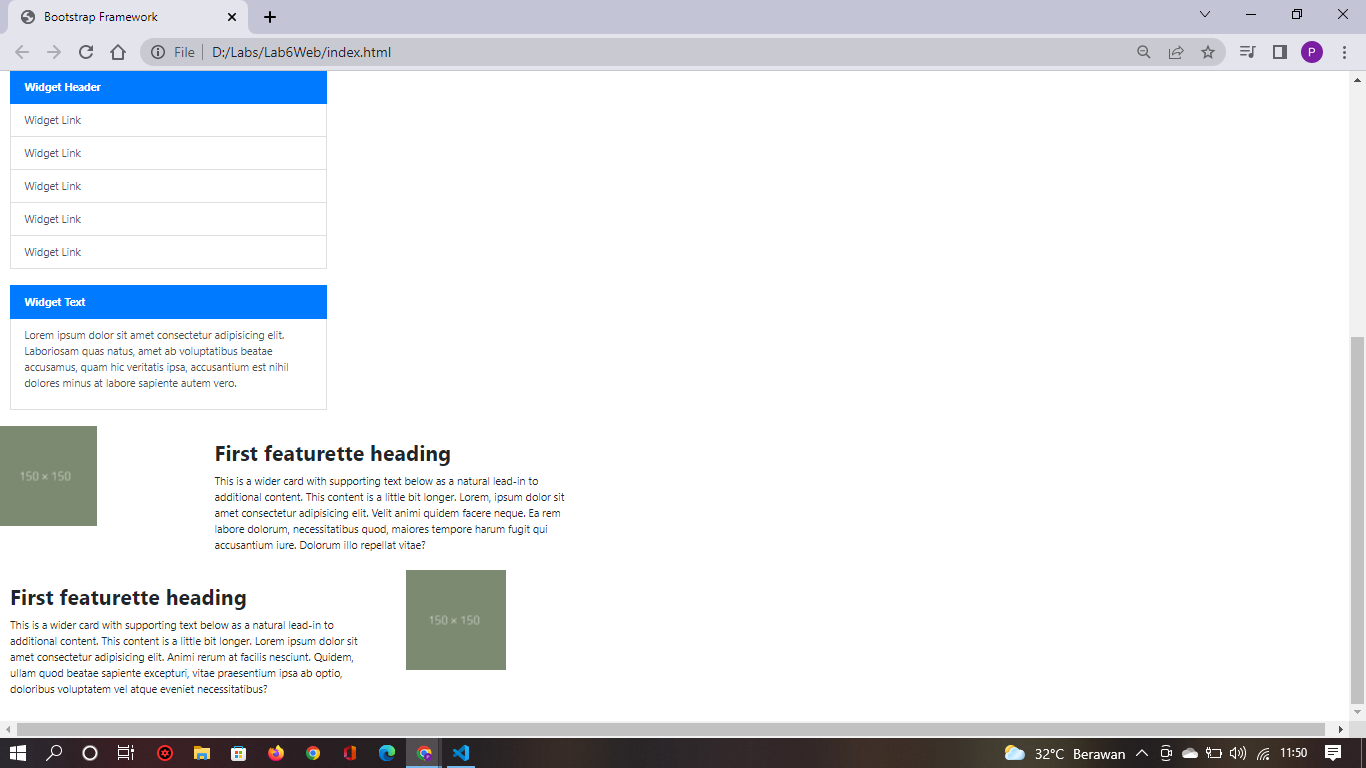 Bootstrap Framework
File
D:/Labs/Lab6Web/index.html
P
Widget Header
Widget Link
Widget Link
Widget Link
Widget Link
Widget Link
Widget Text
Lorem ipsum dolor sit amet consectetur adipisicing elit.
Laboriosam quas natus, amet ab voluptatibus beatae
accusamus, quam hic veritatis ipsa, accusantium est nihil
dolores minus at labore sapiente autem vero.
150 × 150
First featurette heading
This is a wider card with supporting text below as a natural lead-in to
additional content. This content is a little bit longer. Lorem, ipsum dolor sit
amet consectetur adipisicing elit. Velit animi quidem facere neque. Ea rem
labore dolorum, necessitatibus quod, maiores tempore harum fugit qui
accusantium iure. Dolorum illo repellat vitae?
First featurette heading
This is a wider card with supporting text below as a natural lead-in to
additional content. This content is a little bit longer. Lorem ipsum dolor sit
amet consectetur adipisicing elit. Animi rerum at facilis nesciunt. Quidem,
ullam quod beatae sapiente excepturi, vitae praesentium ipsa ab optio,
doloribus voluptatem vel atque eveniet necessitatibus?
150 × 150
32°C Berawan
11:50